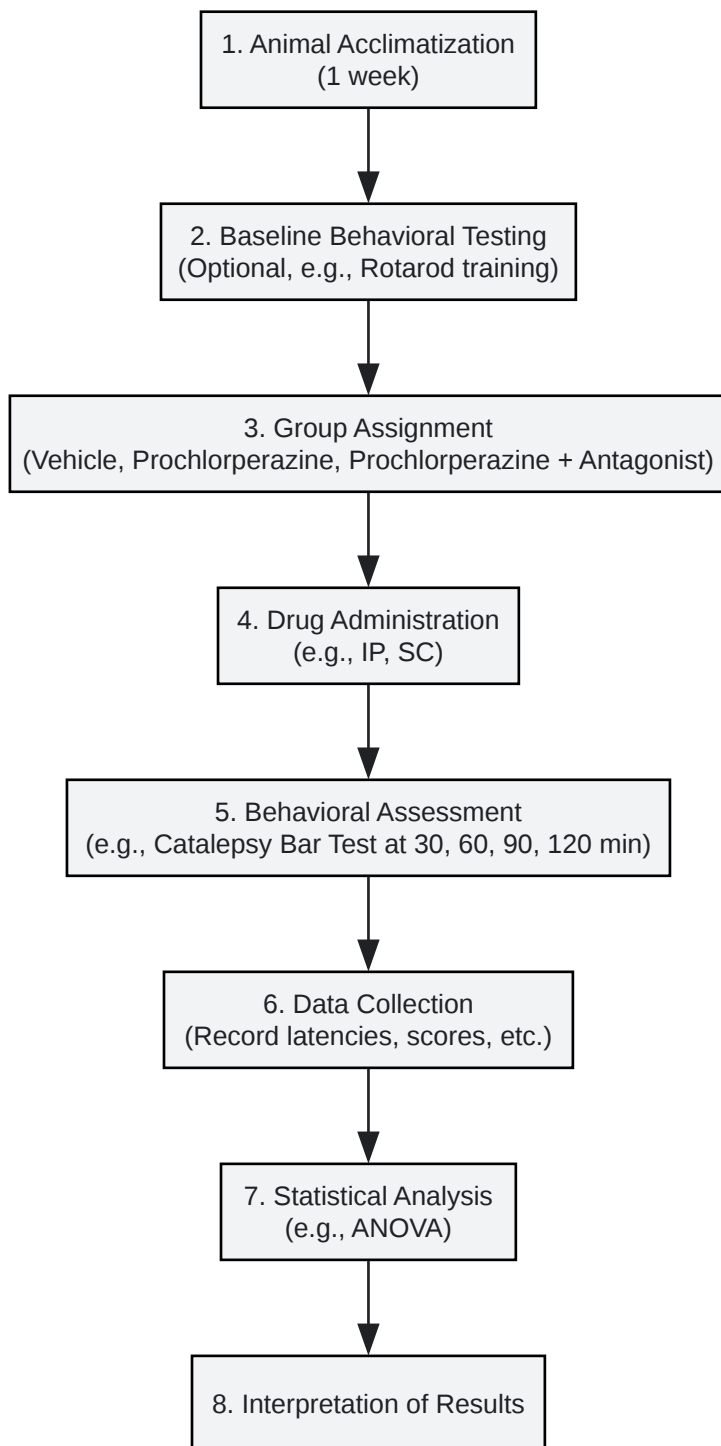 1. Animal Acclimatization
(1 week)
2. Baseline Behavioral Testing
(Optional, e.g., Rotarod training)
3. Group Assignment
(Vehicle, Prochlorperazine, Prochlorperazine + Antagonist)
4. Drug Administration
(e.g., IP, SC)
5. Behavioral Assessment
(e.g., Catalepsy Bar Test at 30, 60, 90, 120 min)
6. Data Collection
(Record latencies, scores, etc.)
7. Statistical Analysis
(e.g., ANOVA)
8. Interpretation of Results